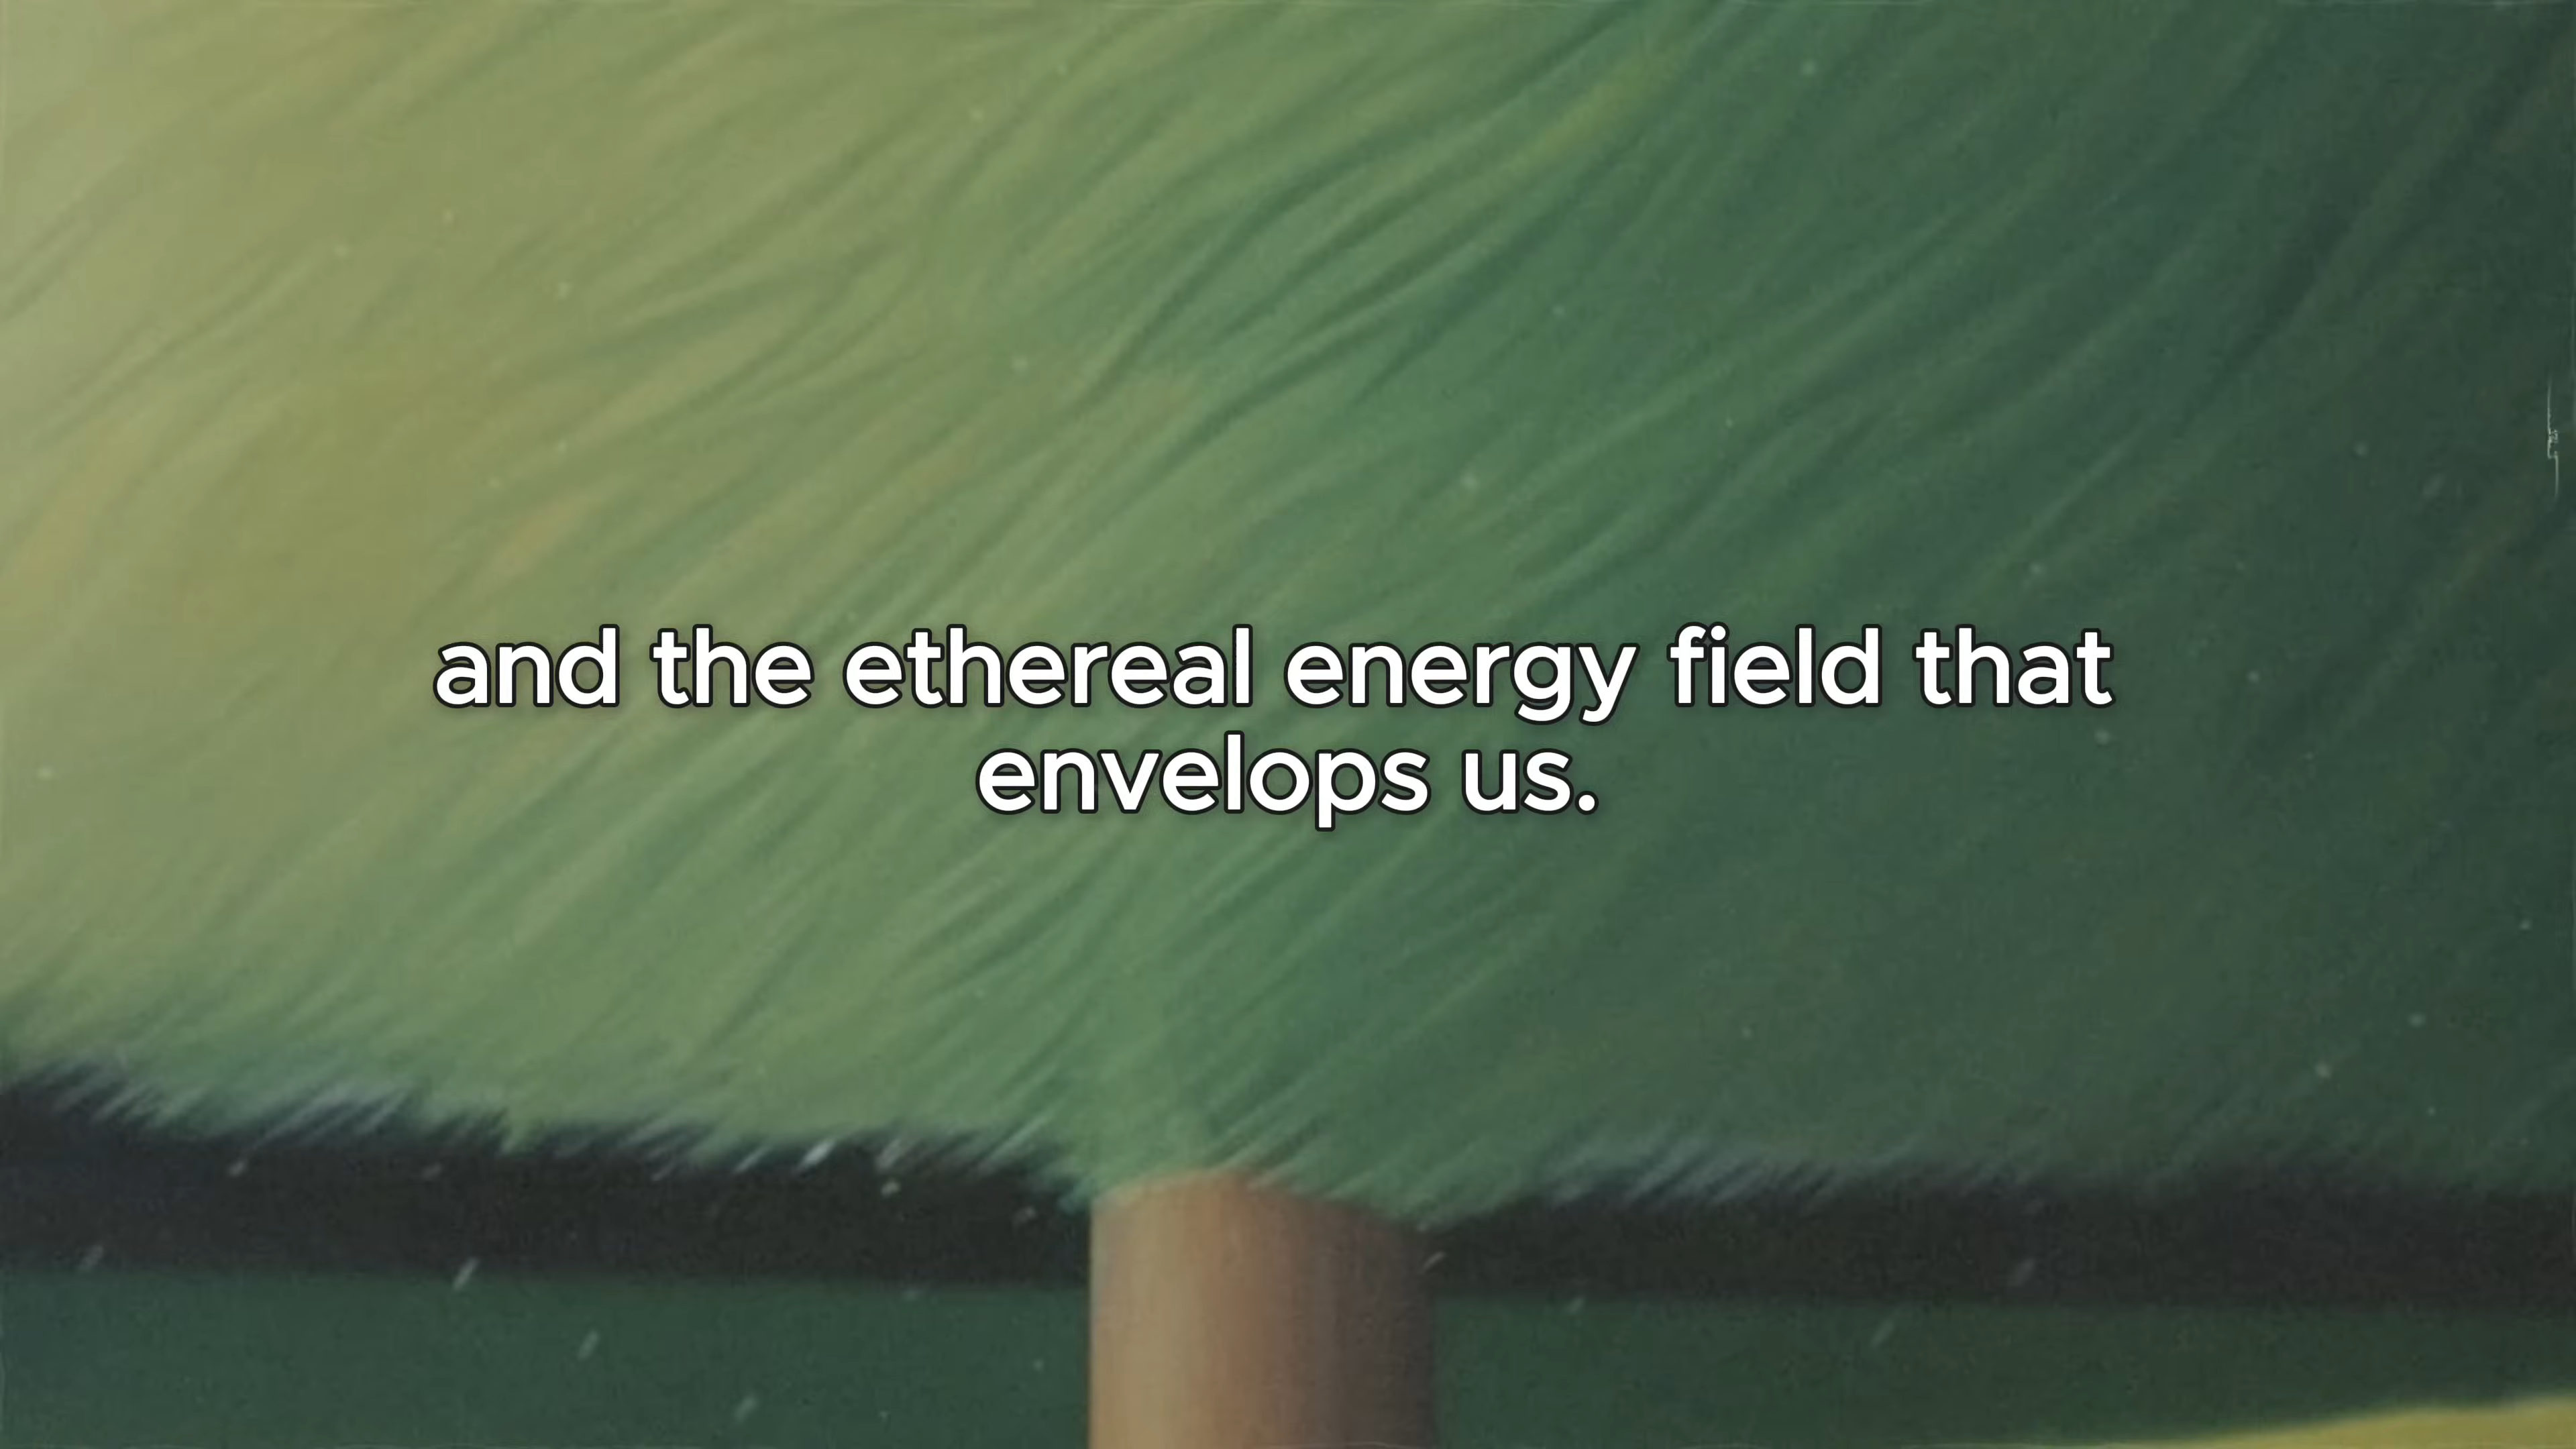 and the ethereal energy field that
envelops us.